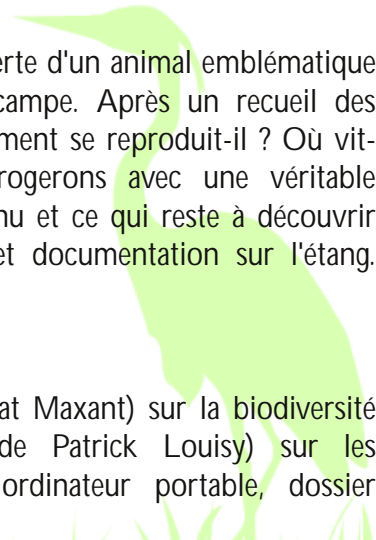 erte d'un animal emblématique
campe. Après un recueil des
ment se reproduit-il ? Où vit-
rogerons avec une véritable
nu et ce qui reste à découvrir
et documentation sur l'étang.
at Maxant) sur la biodiversité
de Patrick Louisy) sur les
ordinateur portable, dossier